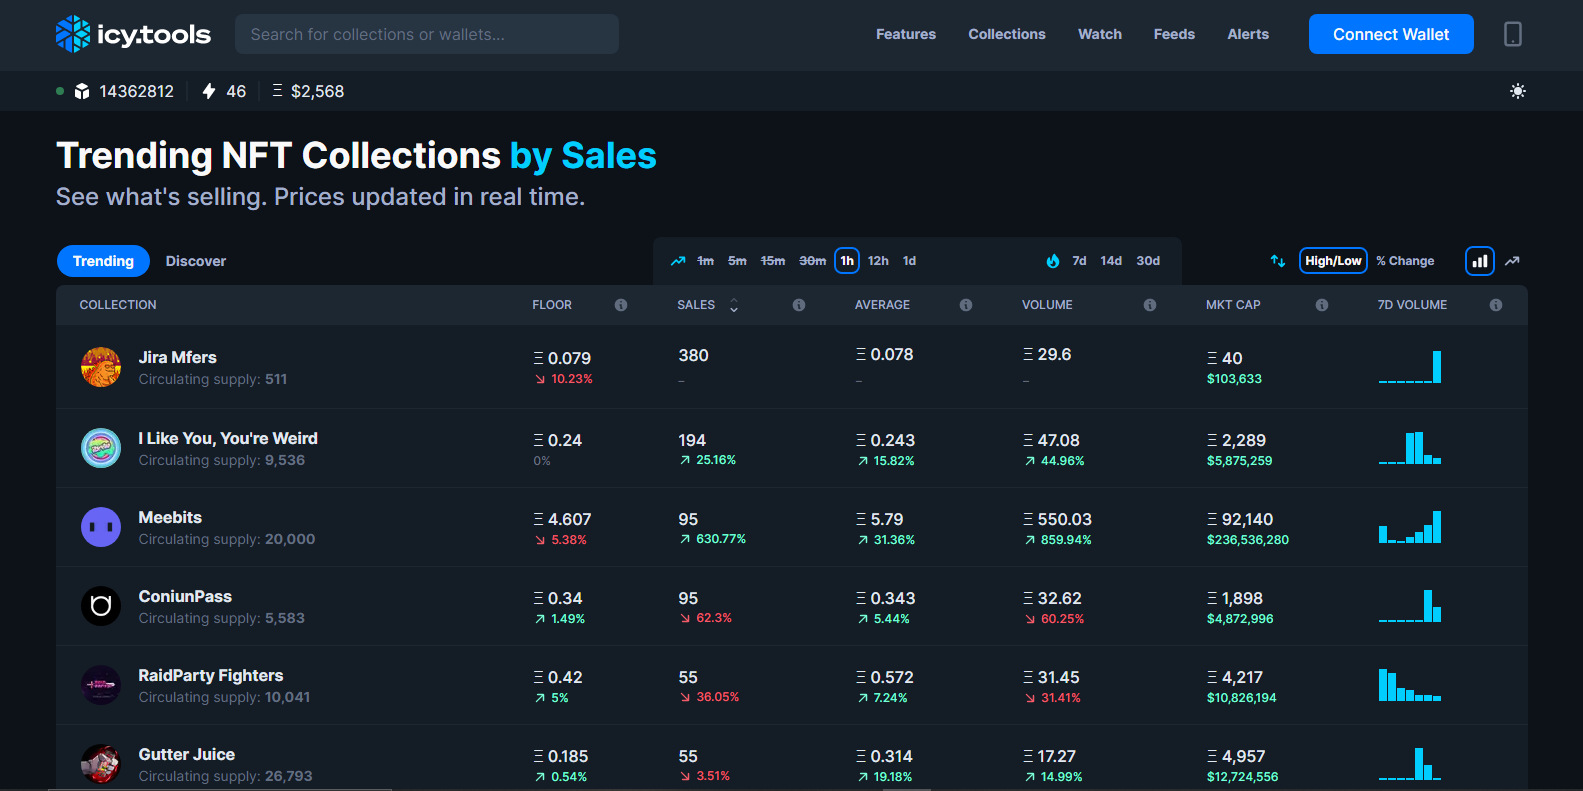 icy.tools
Search for collections or wallets...
Features Collections Watch Feeds Alerts Connect Wallet
14362812 46 Ξ $2,568
Trending NFT Collections by Sales
See what's selling. Prices updated in real time.
Trending Discover 1m 5m 15m 30m 1h 12h 1d 7d 14d 30d High/Low % Change
COLLECTION FLOOR SALES AVERAGE VOLUME MKT CAP 7D VOLUME
Jira Mfers Ξ 0.079 380 Ξ 0.078 Ξ 29.6 Ξ 40
Circulating supply: 511 ↘ 10.23% – – – $103,633
I Like You, You're Weird Ξ 0.24 194 Ξ 0.243 Ξ 47.08 Ξ 2,289
Circulating supply: 9,536 0% ↗ 25.16% ↗ 15.82% ↗ 44.96% $5,875,259
Meebits Ξ 4.607 95 Ξ 5.79 Ξ 550.03 Ξ 92,140
Circulating supply: 20,000 ↘ 5.38% ↗ 630.77% ↗ 31.36% ↗ 859.94% $236,536,280
ConiunPass Ξ 0.34 95 Ξ 0.343 Ξ 32.62 Ξ 1,898
Circulating supply: 5,583 ↗ 1.49% ↘ 62.3% ↗ 5.44% ↘ 60.25% $4,872,996
RaidParty Fighters Ξ 0.42 55 Ξ 0.572 Ξ 31.45 Ξ 4,217
Circulating supply: 10,041 ↗ 5% ↘ 36.05% ↗ 7.24% ↘ 31.41% $10,826,194
Gutter Juice Ξ 0.185 55 Ξ 0.314 Ξ 17.27 Ξ 4,957
Circulating supply: 26,793 ↗ 0.54% ↘ 3.51% ↗ 19.18% ↗ 14.99% $12,724,556